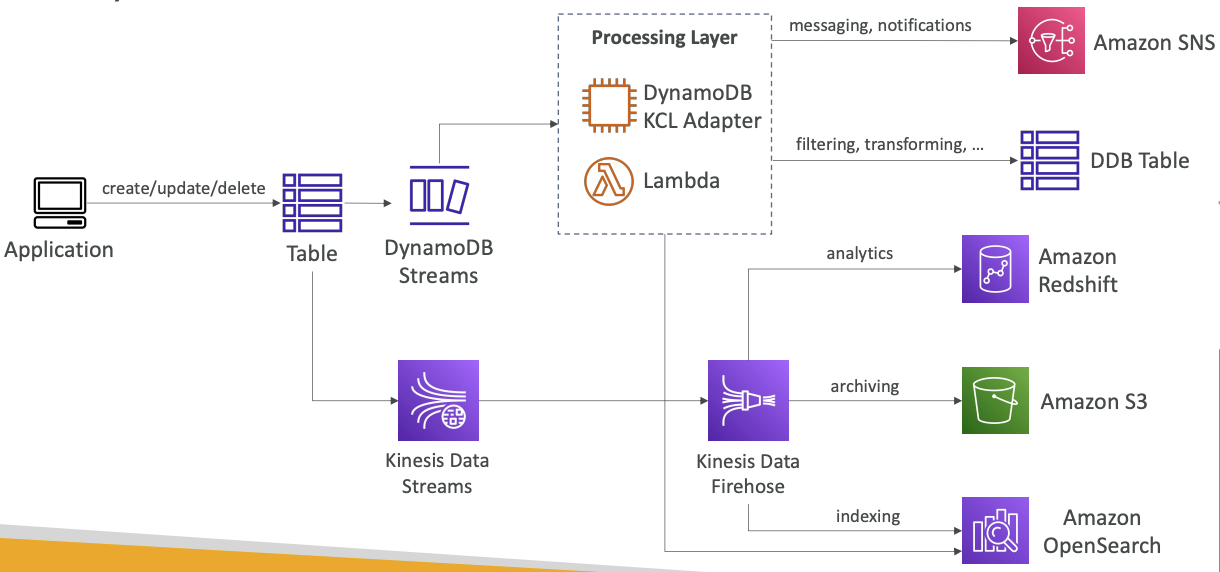 Processing Layer
DynamoDB
KCL Adapter
Lambda
messaging, notifications
Amazon SNS
filtering, transforming, ...
DDB Table
create/update/delete
Application
Table
DynamoDB
Streams
analytics
Amazon
Redshift
archiving
Amazon S3
Kinesis Data
Streams
Kinesis Data
Firehose
indexing
Amazon
OpenSearch